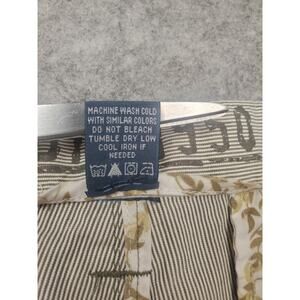 MACHINE WASH COLD
WITH SIMILAR COLORS
DO NOT BLEACH
TUMBLE DRY LOW
COOL IRON IF
NEEDED